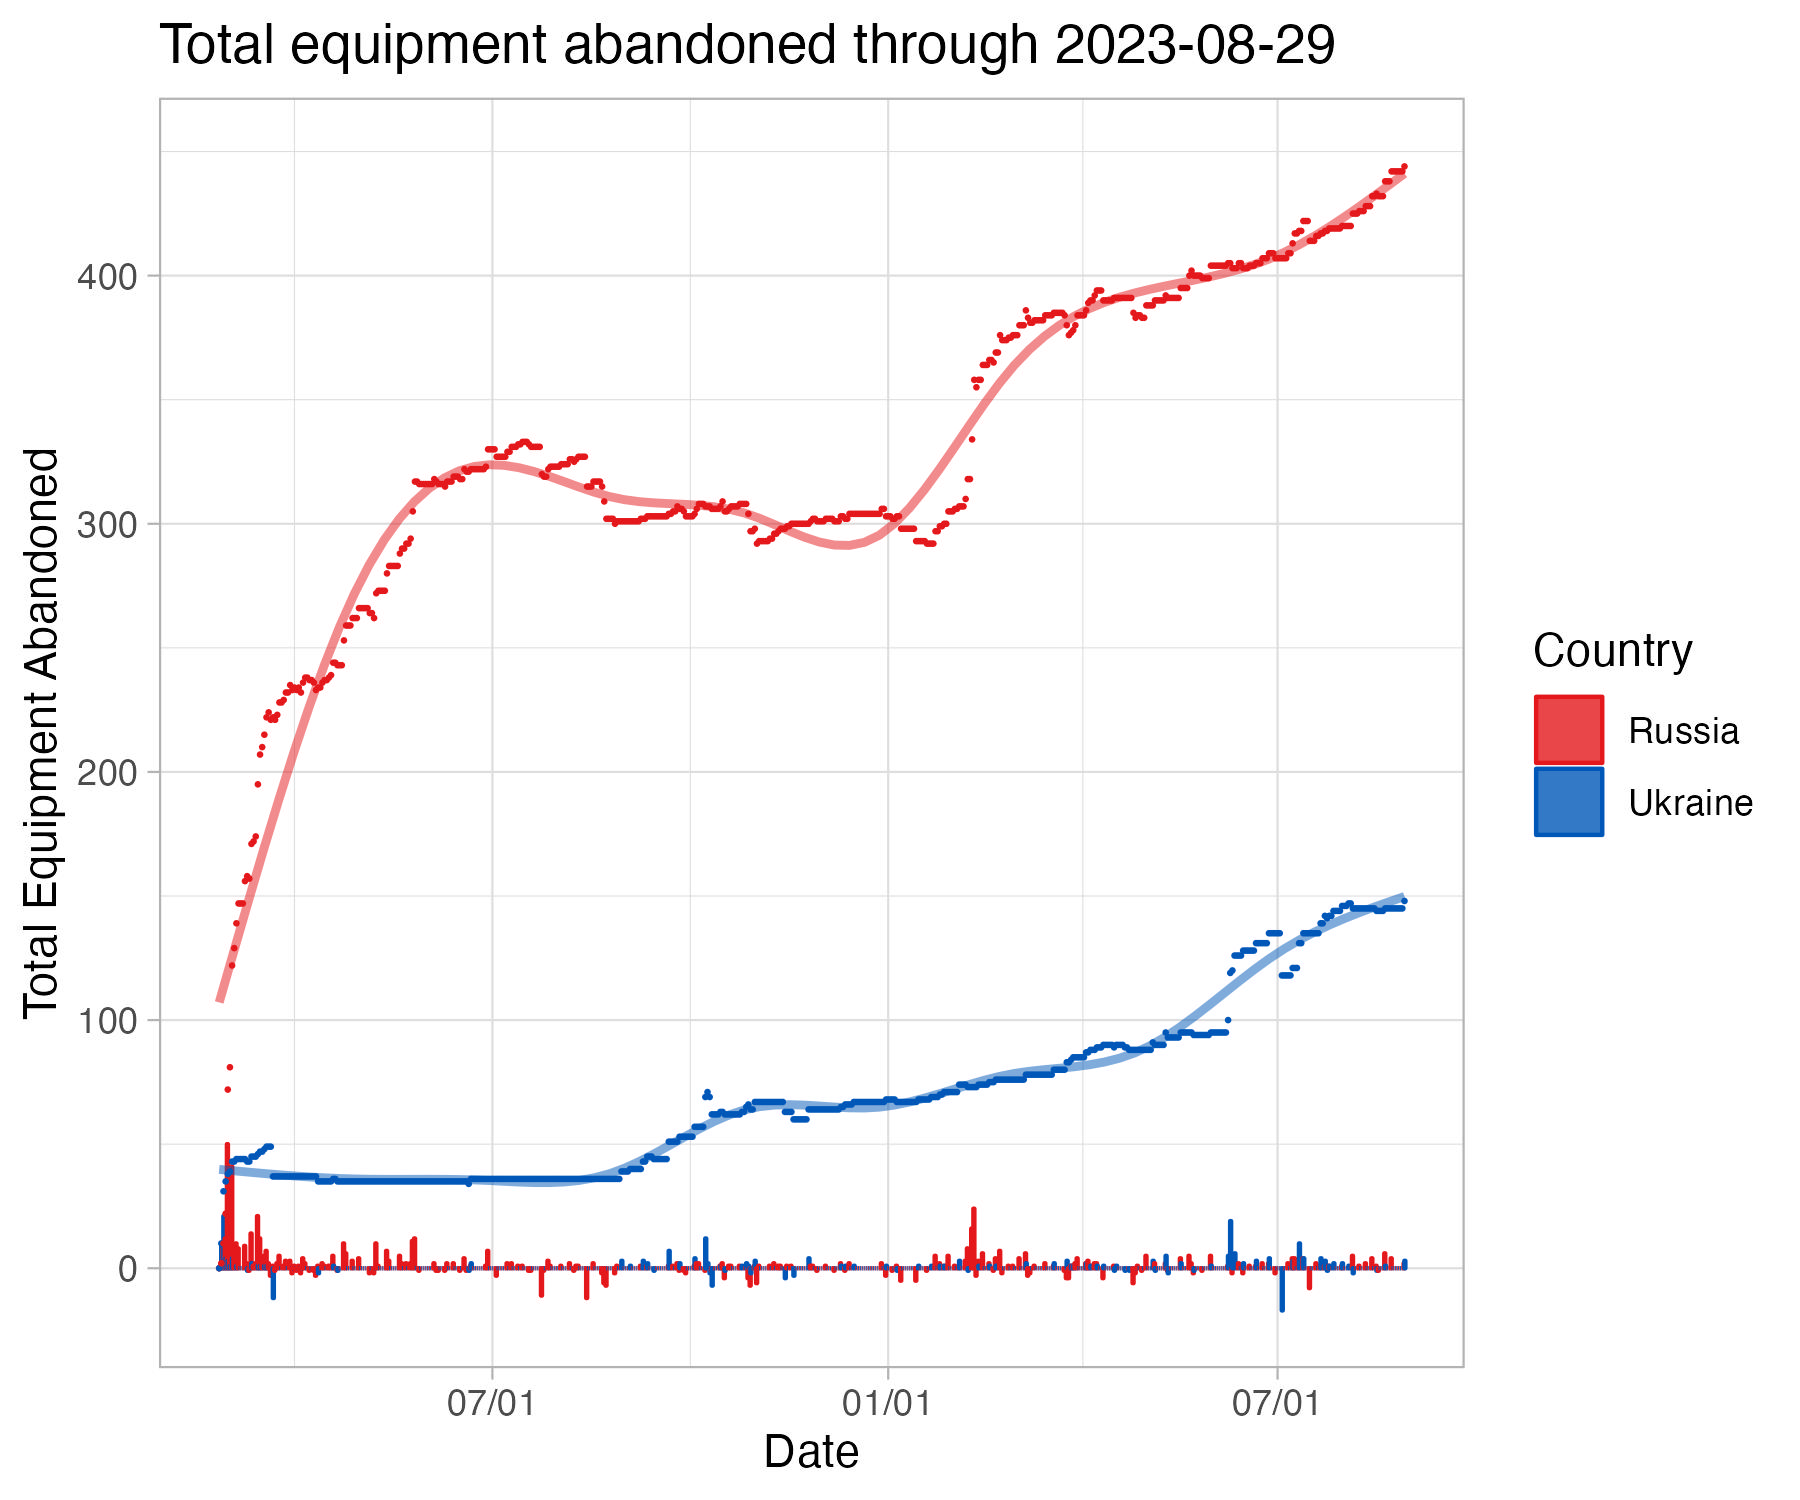 Total equipment abandoned through 2023-08-29
Total Equipment Abandoned
400
300
200
100
0
07/01
01/01
07/01
Date
Country
Russia
Ukraine